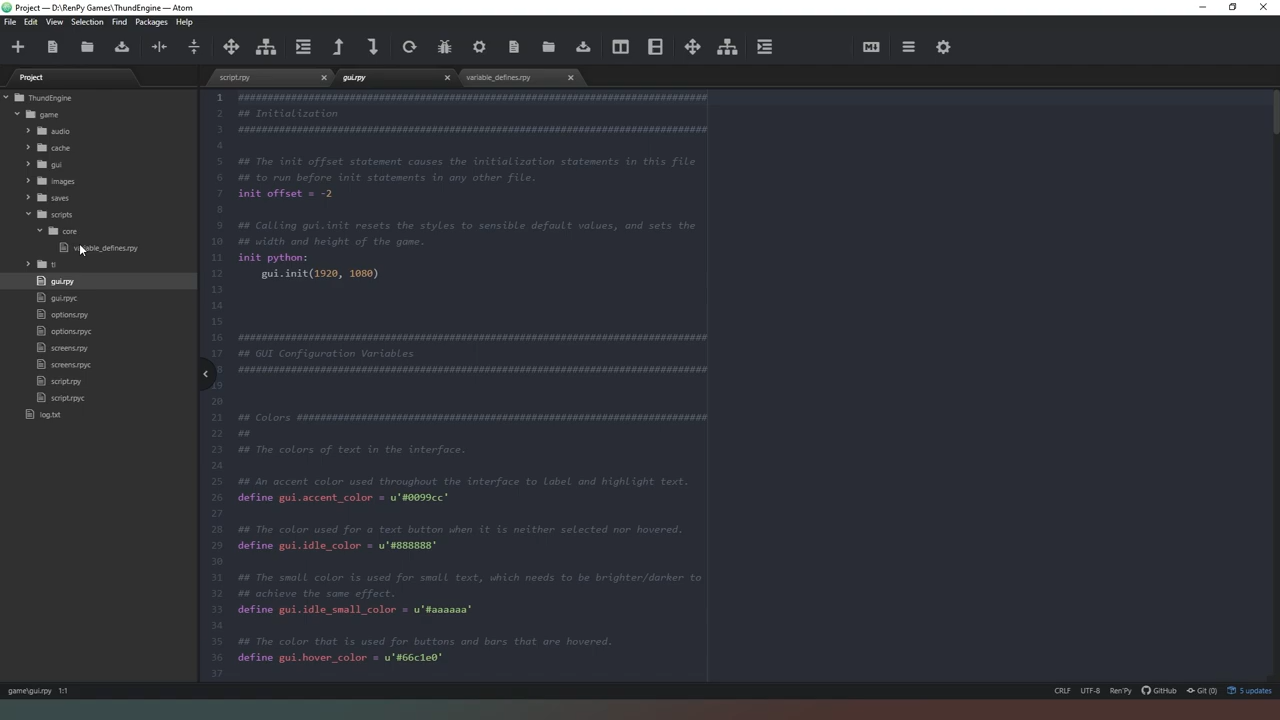 Project — D:\RenPy Games\ThundEngine — Atom
File Edit View Selection Find Packages Help
Project
script.rpy
gui.rpy
variable_defines.rpy
ThundEngine
game
audio
cache
gui
images
saves
scripts
core
variable_defines.rpy
tl
gui.rpy
gui.rpyc
options.rpy
options.rpyc
screens.rpy
screens.rpyc
script.rpy
script.rpyc
log.txt
1 ################################################################################
2 ## Initialization
3 ################################################################################
4
5 ## The init offset statement causes the initialization statements in this file
6 ## to run before init statements in any other file.
7 init offset = -2
8
9 ## Calling gui.init resets the styles to sensible default values, and sets the
10 ## width and height of the game.
11 init python:
12     gui.init(1920, 1080)
13
14
15
16 ################################################################################
17 ## GUI Configuration Variables
18 ################################################################################
19
20
21 ## Colors ######################################################################
22 ##
23 ## The colors of text in the interface.
24
25 ## An accent color used throughout the interface to label and highlight text.
26 define gui.accent_color = u'#0099cc'
27
28 ## The color used for a text button when it is neither selected nor hovered.
29 define gui.idle_color = u'#888888'
30
31 ## The small color is used for small text, which needs to be brighter/darker to
32 ## achieve the same effect.
33 define gui.idle_small_color = u'#aaaaaa'
34
35 ## The color that is used for buttons and bars that are hovered.
36 define gui.hover_color = u'#66c1e0'
37
game\gui.rpy 1:1
CRLF UTF-8 Ren'Py GitHub Git (0) 5 updates